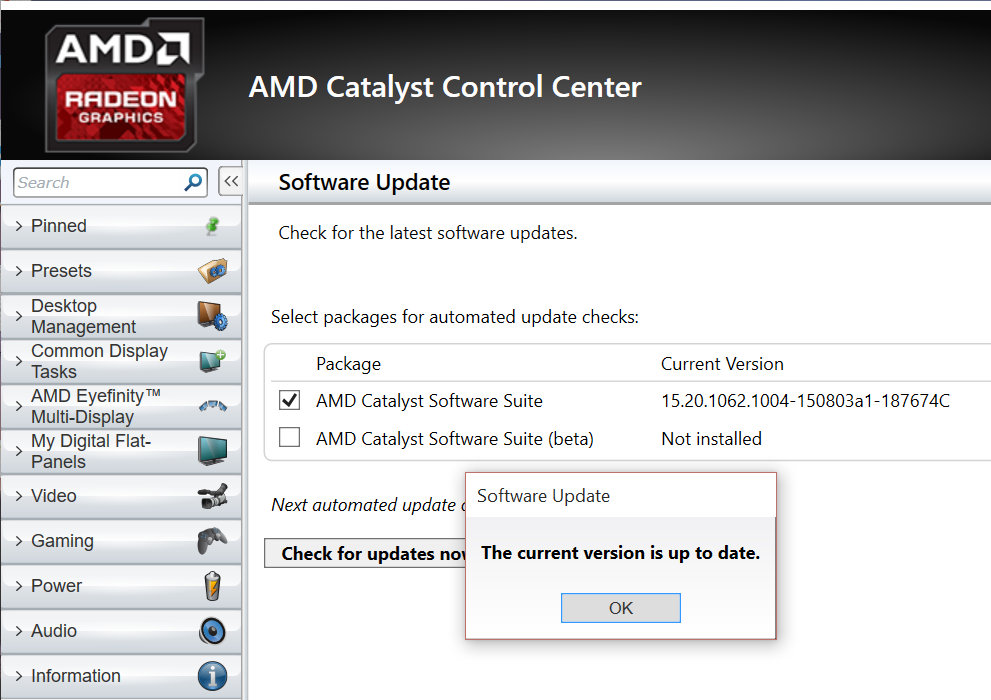 AMD
RADEON
GRAPHICS
AMD Catalyst Control Center
Search
<<
Software Update
Pinned
Presets
Desktop
Management
Common Display
Tasks
AMD Eyefinity™
Multi-Display
My Digital Flat-
Panels
Video
Gaming
Power
Audio
Information
Check for the latest software updates.
Select packages for automated update checks:
Package Current Version
AMD Catalyst Software Suite 15.20.1062.1004-150803a1-187674C
AMD Catalyst Software Suite (beta) Not installed
Next automated update
Check for updates now
Software Update
The current version is up to date.
OK